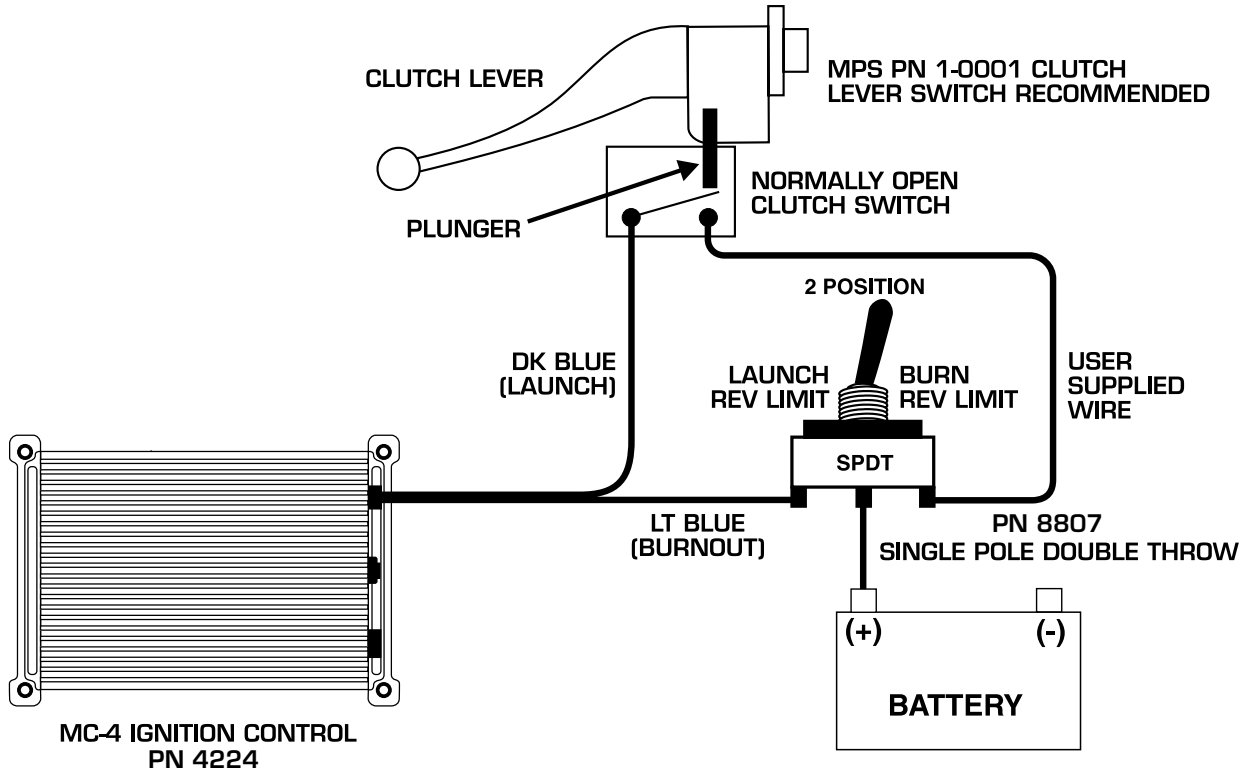 CLUTCH LEVER
MPS PN 1-0001 CLUTCH
LEVER SWITCH RECOMMENDED
NORMALLY OPEN
CLUTCH SWITCH
PLUNGER
2 POSITION
DK BLUE
(LAUNCH)
LAUNCH
REV LIMIT
BURN
REV LIMIT
USER
SUPPLIED
WIRE
SPDT
LT BLUE
(BURNOUT)
PN 8807
SINGLE POLE DOUBLE THROW
(+)
(-)
BATTERY
MC-4 IGNITION CONTROL
PN 4224